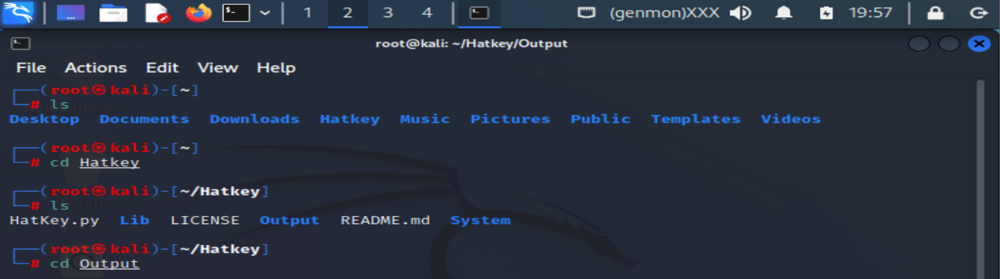 1 2 3 4 (genmon)XXX 19:57
root@kali: ~/Hatkey/Output
File Actions Edit View Help
┌──(root㉿kali)-[~]
└─# ls
Desktop Documents Downloads Hatkey Music Pictures Public Templates Videos
┌──(root㉿kali)-[~]
└─# cd Hatkey
┌──(root㉿kali)-[~/Hatkey]
└─# ls
HatKey.py Lib LICENSE Output README.md System
┌──(root㉿kali)-[~/Hatkey]
└─# cd Output